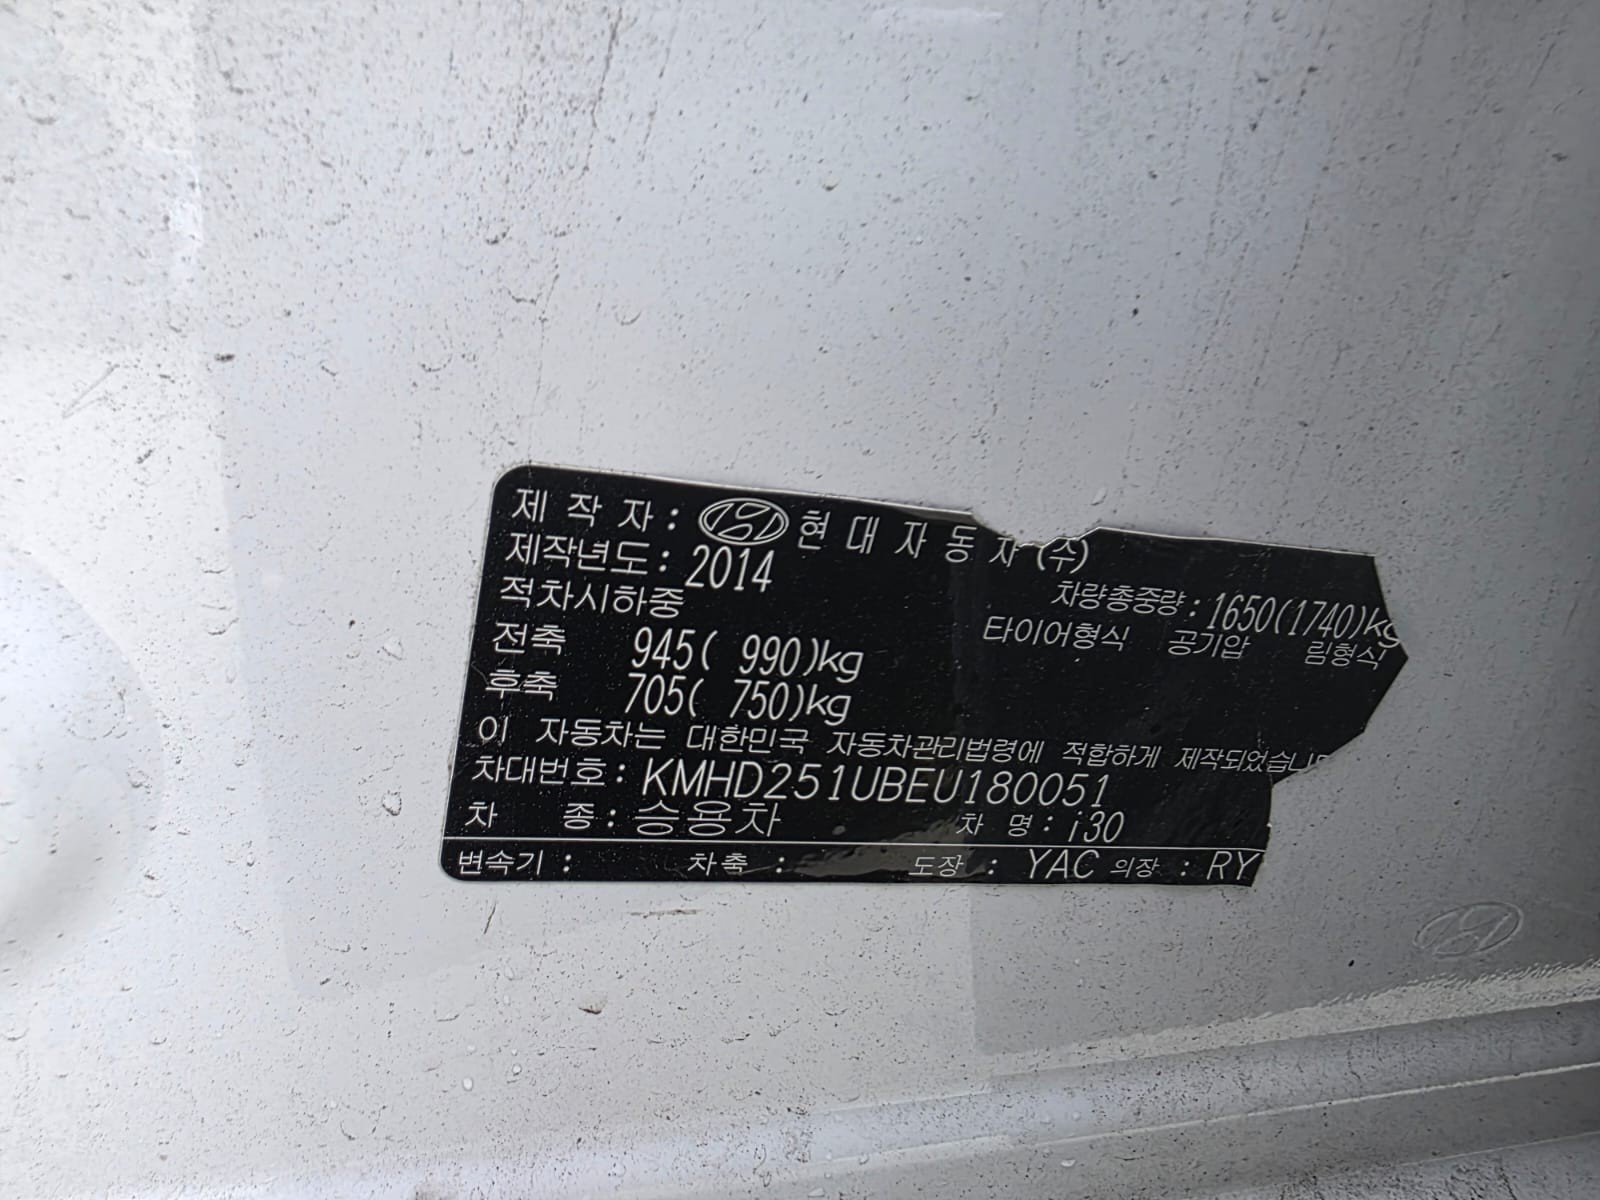 제작자: 현대자동차(수)
제작년도: 2014
차량총중량: 1650(1740)kg
적차시하중
타이어형식 공기압 림형식
전축 945( 990)kg
후축 705( 750)kg
이 자동차는 대한민국 자동차관리법령에 적합하게 제작되었습니
차대번호: KMHD251UBEU180051
차 종: 승용차 차 명: i30
변속기: 차축: 도장: YAC 의장: RY